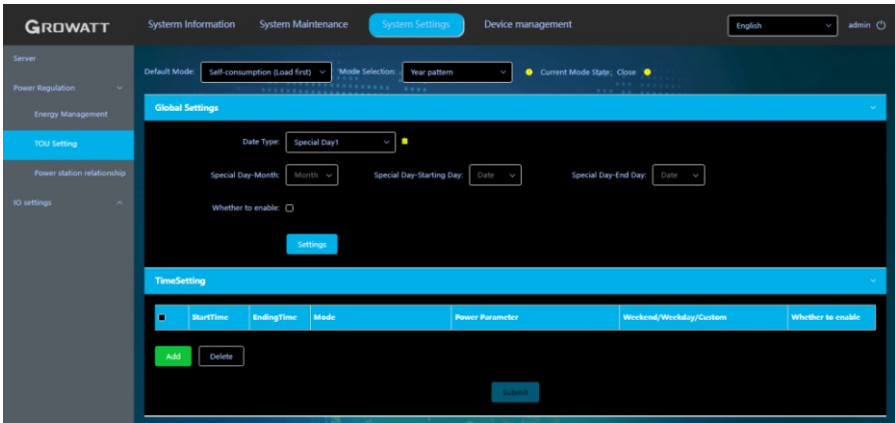 GROWATT System Information System Maintenance System Settings Device management English admin
Server
Default Mode: Self-consumption (Load first) Mode Selection: Year pattern Current Mode State: Close
Power Regulation
Global Settings
Energy Management
TOU Setting
Date Type: Special Day1
Power station relationship
Special Day-Month: Month Special Day-Starting Day: Date Special Day-End Day: Date
IO settings
Whether to enable:
Settings
TimeSetting
StartTime EndingTime Mode Power Parameter Weekend/Weekday/Custom Whether to enable
Add Delete
Submit